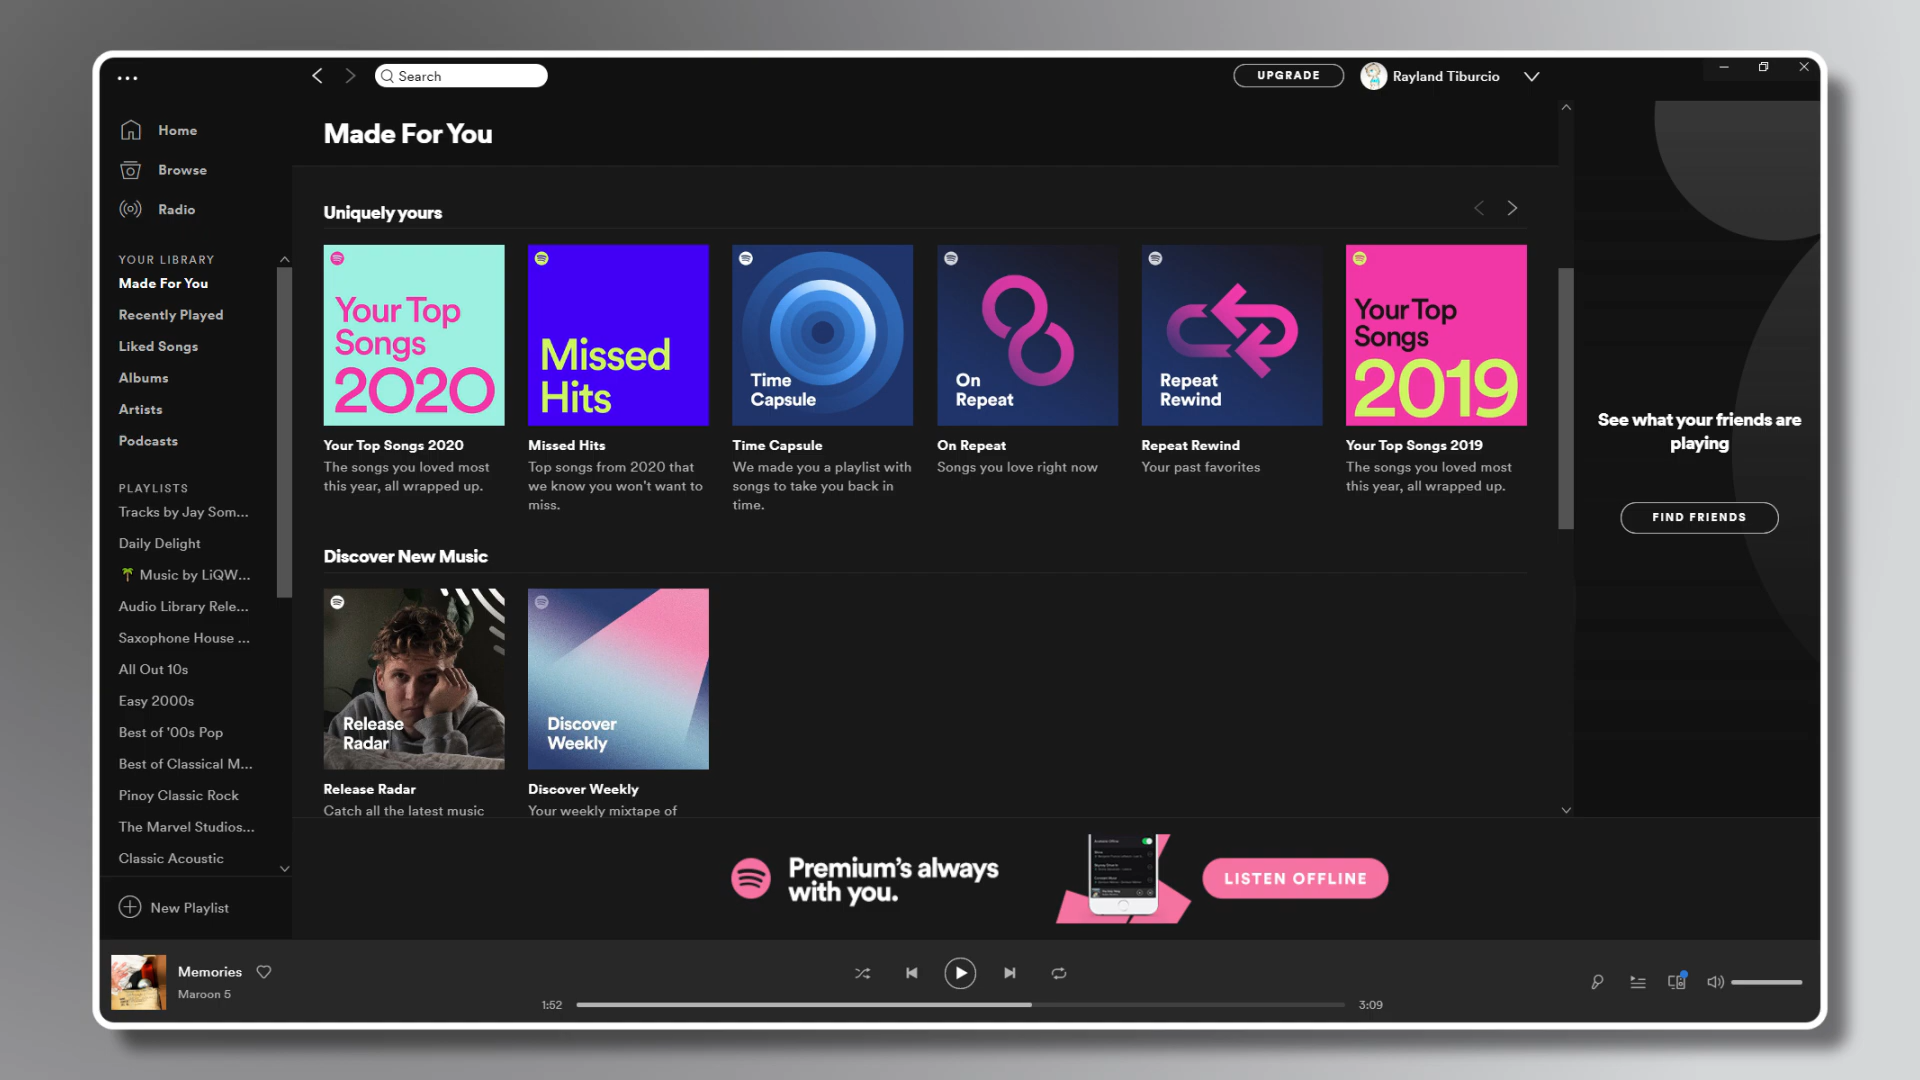 Search
UPGRADE
Rayland Tiburcio
Home
Browse
Radio
YOUR LIBRARY
Made For You
Recently Played
Liked Songs
Albums
Artists
Podcasts
PLAYLISTS
Tracks by Jay Som...
Daily Delight
🌴 Music by LiQW...
Audio Library Rele...
Saxophone House ...
All Out 10s
Easy 2000s
Best of '00s Pop
Best of Classical M...
Pinoy Classic Rock
The Marvel Studios...
Classic Acoustic
New Playlist
Made For You
Uniquely yours
Your Top
Songs
2020
Your Top Songs 2020
The songs you loved most
this year, all wrapped up.
Missed
Hits
Missed Hits
Top songs from 2020 that
we know you won't want to
miss.
Time
Capsule
Time Capsule
We made you a playlist with
songs to take you back in
time.
On
Repeat
On Repeat
Songs you love right now
Repeat
Rewind
Repeat Rewind
Your past favorites
Your Top
Songs
2019
Your Top Songs 2019
The songs you loved most
this year, all wrapped up.
Discover New Music
Release
Radar
Release Radar
Catch all the latest music
Discover
Weekly
Discover Weekly
Your weekly mixtape of
See what your friends are
playing
FIND FRIENDS
Premium's always
with you.
LISTEN OFFLINE
Memories
Maroon 5
1:52
3:09